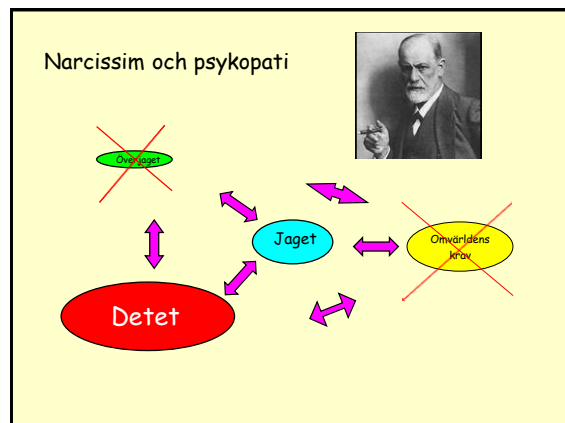 Narcissim och psykopati
Överjaget
Jaget
Omvärldens
krav
Detet